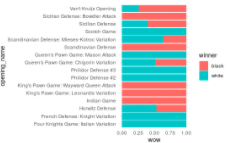 Van't Kruijs Opening
Sicilian Defense: Bowdler Attack
Sicilian Defense
Scotch Game
Scandinavian Defense: Mieses-Kotroc Variation
Scandinavian Defense
Queen's Pawn Game: Mason Attack
Queen's Pawn Game: Chigorin Variation
Philidor Defense #3
Philidor Defense #2
King's Pawn Game: Wayward Queen Attack
King's Pawn Game: Leonardis Variation
Indian Game
Horwitz Defense
French Defense: Knight Variation
Four Knights Game: Italian Variation
opening_name
0.00 0.25 0.50 0.75 1.00
wow
winner
black
white